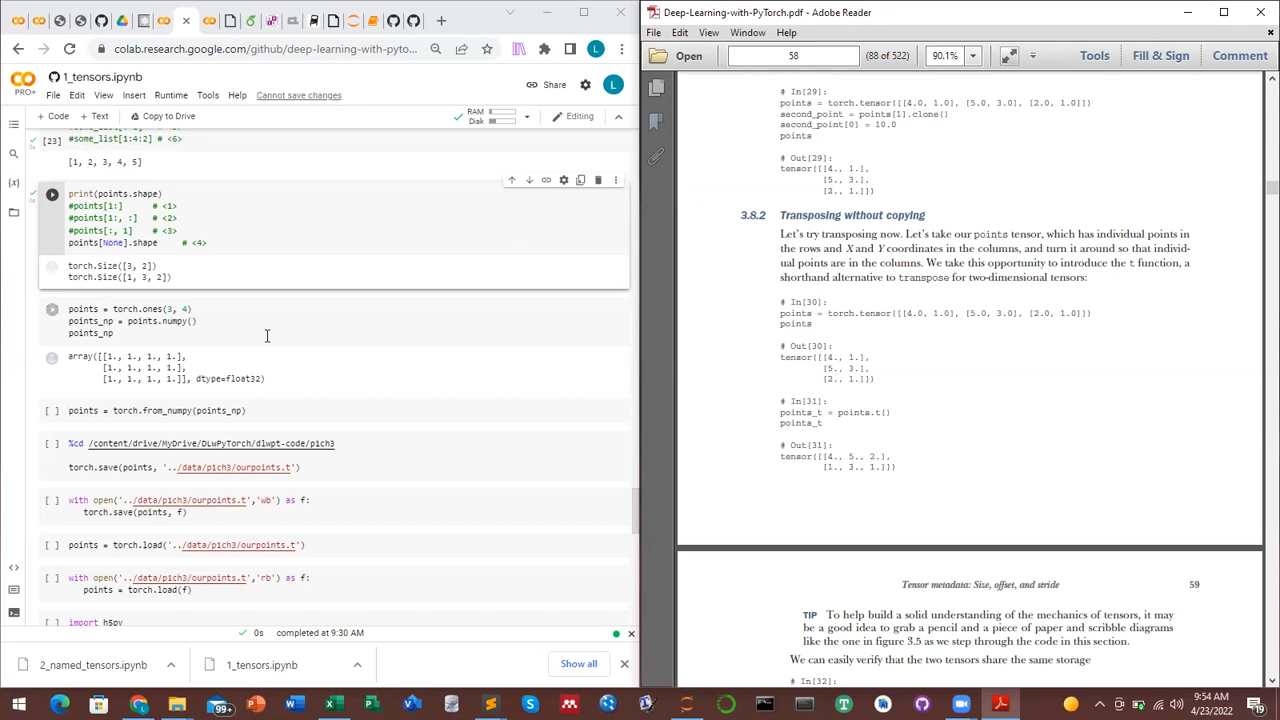 colab.research.google.com/github/deep-learning-with-pyto...
L
1_tensors.ipynb
PRO+
File Edit View Insert Runtime Tools Help Cannot save changes
Share
L
+ Code + Text Copy to Drive
RAM
Disk
Editing
[23]
#some_list[1:4:2] # <6>
[1, 2, 3, 4, 5]
print(points.shape)
#points[1:] # <1>
#points[1:, :] # <2>
#points[:, 1] # <3>
points[None].shape # <4>
torch.Size([3, 2])
torch.Size([1, 3, 2])
points = torch.ones(3, 4)
points_np = points.numpy()
points_np
array([[1., 1., 1., 1.],
[1., 1., 1., 1.],
[1., 1., 1., 1.]], dtype=float32)
[ ] points = torch.from_numpy(points_np)
[ ] %cd /content/drive/MyDrive/DLwPyTorch/dlwpt-code/p1ch3
torch.save(points, '../data/p1ch3/ourpoints.t')
[ ] with open('../data/p1ch3/ourpoints.t','wb') as f:
torch.save(points, f)
[ ] points = torch.load('../data/p1ch3/ourpoints.t')
[ ] with open('../data/p1ch3/ourpoints.t','rb') as f:
points = torch.load(f)
[ ] import h5py
0s completed at 9:30 AM
2_named_tensors.ipynb
1_tensors.ipynb
Show all
Deep-Learning-with-PyTorch.pdf - Adobe Reader
File Edit View Window Help
Open
58
(88 of 522)
90.1%
Tools
Fill & Sign
Comment
# In[29]:
points = torch.tensor([[4.0, 1.0], [5.0, 3.0], [2.0, 1.0]])
second_point = points[1].clone()
second_point[0] = 10.0
points
# Out[29]:
tensor([[4., 1.],
[5., 3.],
[2., 1.]])
3.8.2 Transposing without copying
Let's try transposing now. Let's take our points tensor, which has individual points in
the rows and X and Y coordinates in the columns, and turn it around so that individ-
ual points are in the columns. We take this opportunity to introduce the t function, a
shorthand alternative to transpose for two-dimensional tensors:
# In[30]:
points = torch.tensor([[4.0, 1.0], [5.0, 3.0], [2.0, 1.0]])
points
# Out[30]:
tensor([[4., 1.],
[5., 3.],
[2., 1.]])
# In[31]:
points_t = points.t()
points_t
# Out[31]:
tensor([[4., 5., 2.],
[1., 3., 1.]])
Tensor metadata: Size, offset, and stride
59
TIP To help build a solid understanding of the mechanics of tensors, it may
be a good idea to grab a pencil and a piece of paper and scribble diagrams
like the one in figure 3.5 as we step through the code in this section.
We can easily verify that the two tensors share the same storage
# In[32]:
99+
9:54 AM
4/23/2022
19